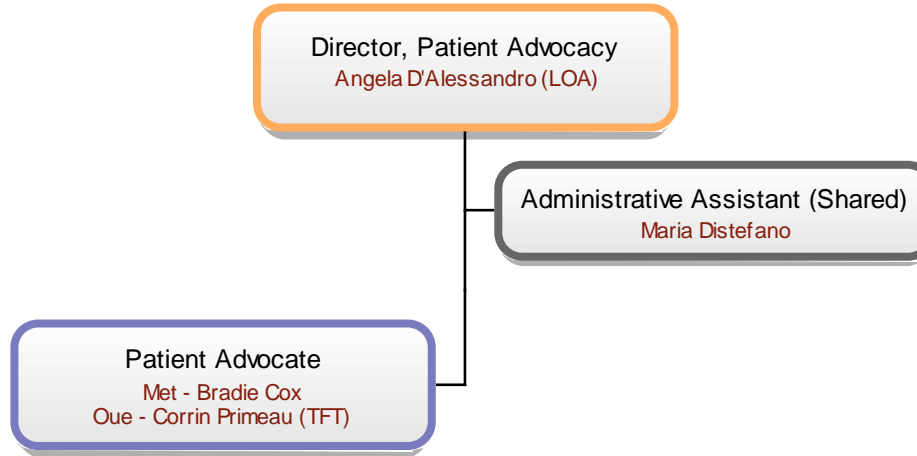 Director, Patient Advocacy
Angela D'Alessandro (LOA)
Administrative Assistant (Shared)
Maria Distefano
Patient Advocate
Met - Bradie Cox
Oue - Corrin Primeau (TFT)